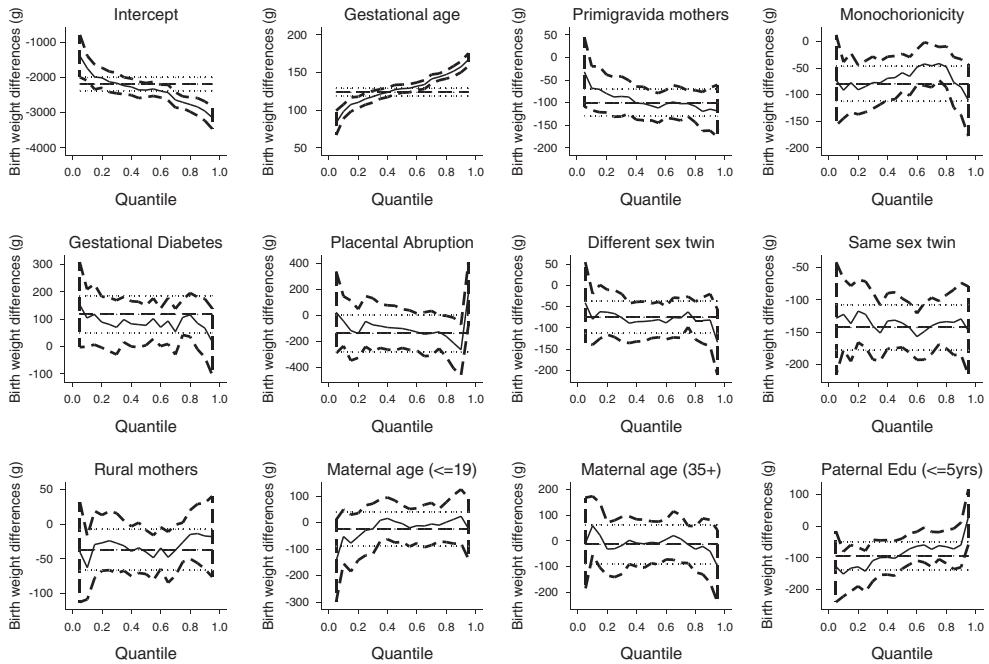 Intercept
Birth weight differences (g)
-1000
-2000
-3000
-4000
0.0 0.2 0.4 0.6 0.8 1.0
Quantile
Gestational age
Birth weight differences (g)
200
150
100
50
0.0 0.2 0.4 0.6 0.8 1.0
Quantile
Primigravida mothers
Birth weight differences (g)
50
0
-50
-100
-150
-200
0.0 0.2 0.4 0.6 0.8 1.0
Quantile
Monochorionicity
Birth weight differences (g)
0
-50
-100
-150
-200
0.0 0.2 0.4 0.6 0.8 1.0
Quantile
Gestational Diabetes
Birth weight differences (g)
300
200
100
0
-100
0.0 0.2 0.4 0.6 0.8 1.0
Quantile
Placental Abruption
Birth weight differences (g)
400
200
0
-200
-400
0.0 0.2 0.4 0.6 0.8 1.0
Quantile
Different sex twin
Birth weight differences (g)
50
0
-50
-100
-150
-200
0.0 0.2 0.4 0.6 0.8 1.0
Quantile
Same sex twin
Birth weight differences (g)
-50
-100
-150
-200
0.0 0.2 0.4 0.6 0.8 1.0
Quantile
Rural mothers
Birth weight differences (g)
50
0
-50
-100
0.0 0.2 0.4 0.6 0.8 1.0
Quantile
Maternal age (<=19)
Birth weight differences (g)
100
0
-100
-200
-300
0.0 0.2 0.4 0.6 0.8 1.0
Quantile
Maternal age (35+)
Birth weight differences (g)
200
100
0
-100
-200
0.0 0.2 0.4 0.6 0.8 1.0
Quantile
Paternal Edu (<=5yrs)
Birth weight differences (g)
100
0
-100
-200
0.0 0.2 0.4 0.6 0.8 1.0
Quantile